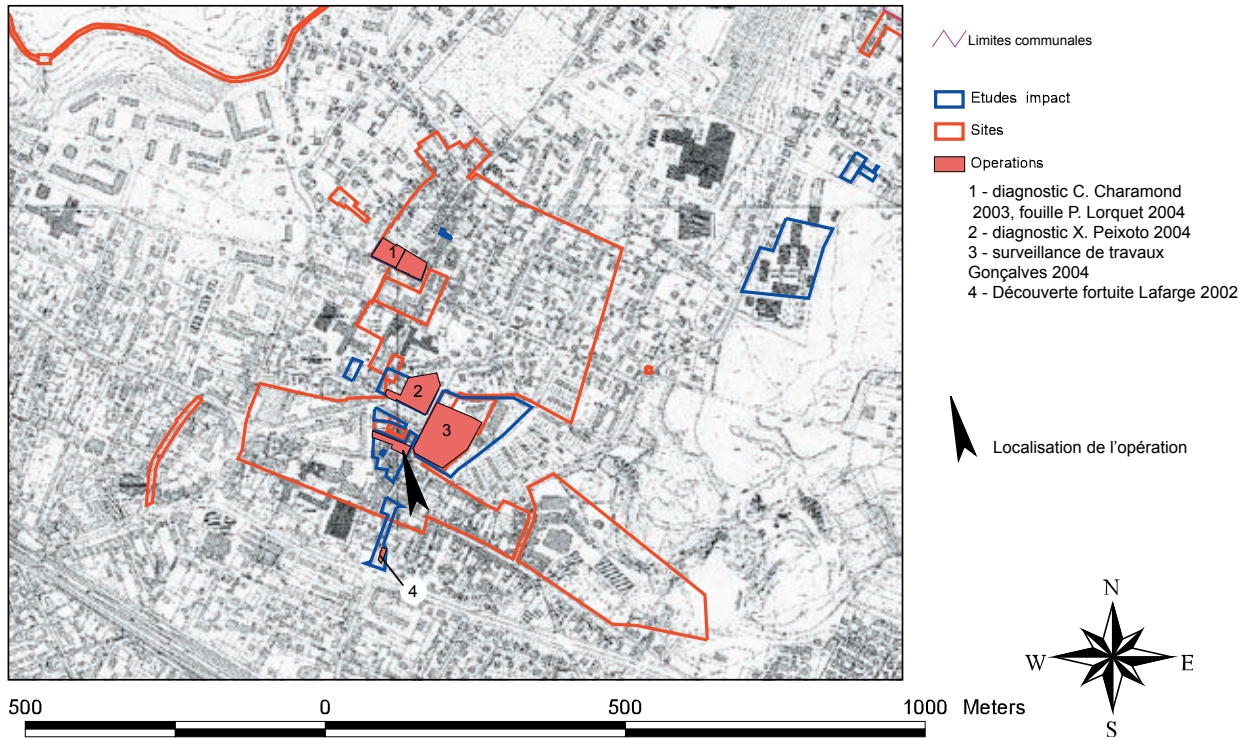 Limites communales
Etudes impact
Sites
Operations
1 - diagnostic C. Charamond
2003, fouille P. Lorquet 2004
2 - diagnostic X. Peixoto 2004
3 - surveillance de travaux
Gonçalves 2004
4 - Découverte fortuite Lafarge 2002
Localisation de l'opération
1
2
3
4
N
W E
S
500 0 500 1000 Meters